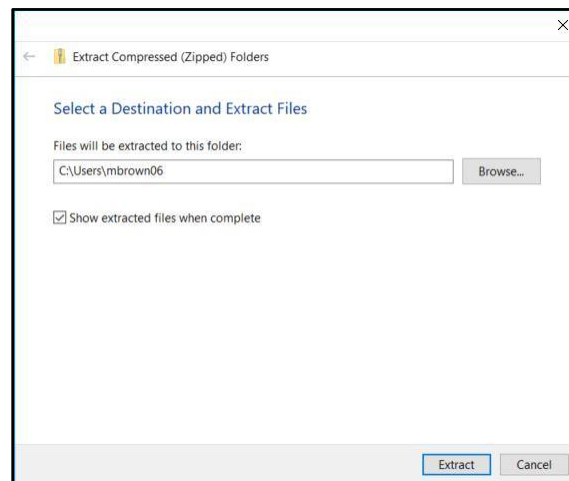 Extract Compressed (Zipped) Folders
Select a Destination and Extract Files
Files will be extracted to this folder:
C:\Users\mbrown06
Browse...
Show extracted files when complete
Extract
Cancel